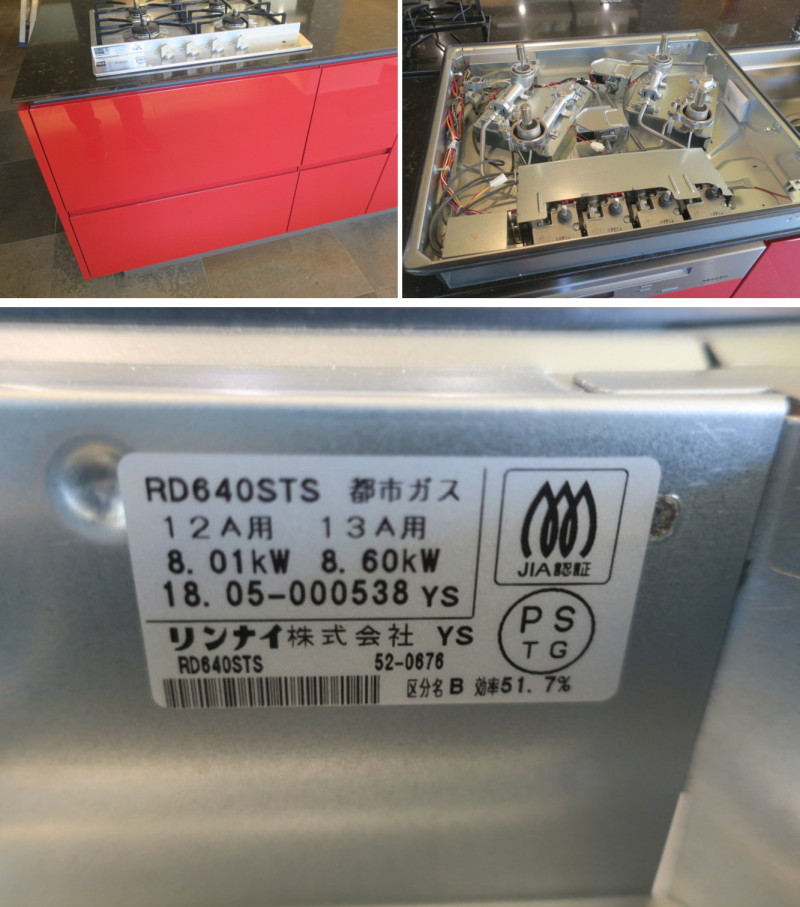 RD640STS 都市ガス
12A用 13A用
8.01kW 8.60kW
18.05-000538 YS
JIA認証
PS
TG
リンナイ株式会社 YS
RD640STS 52-0676
区分名 B 効率51.7%